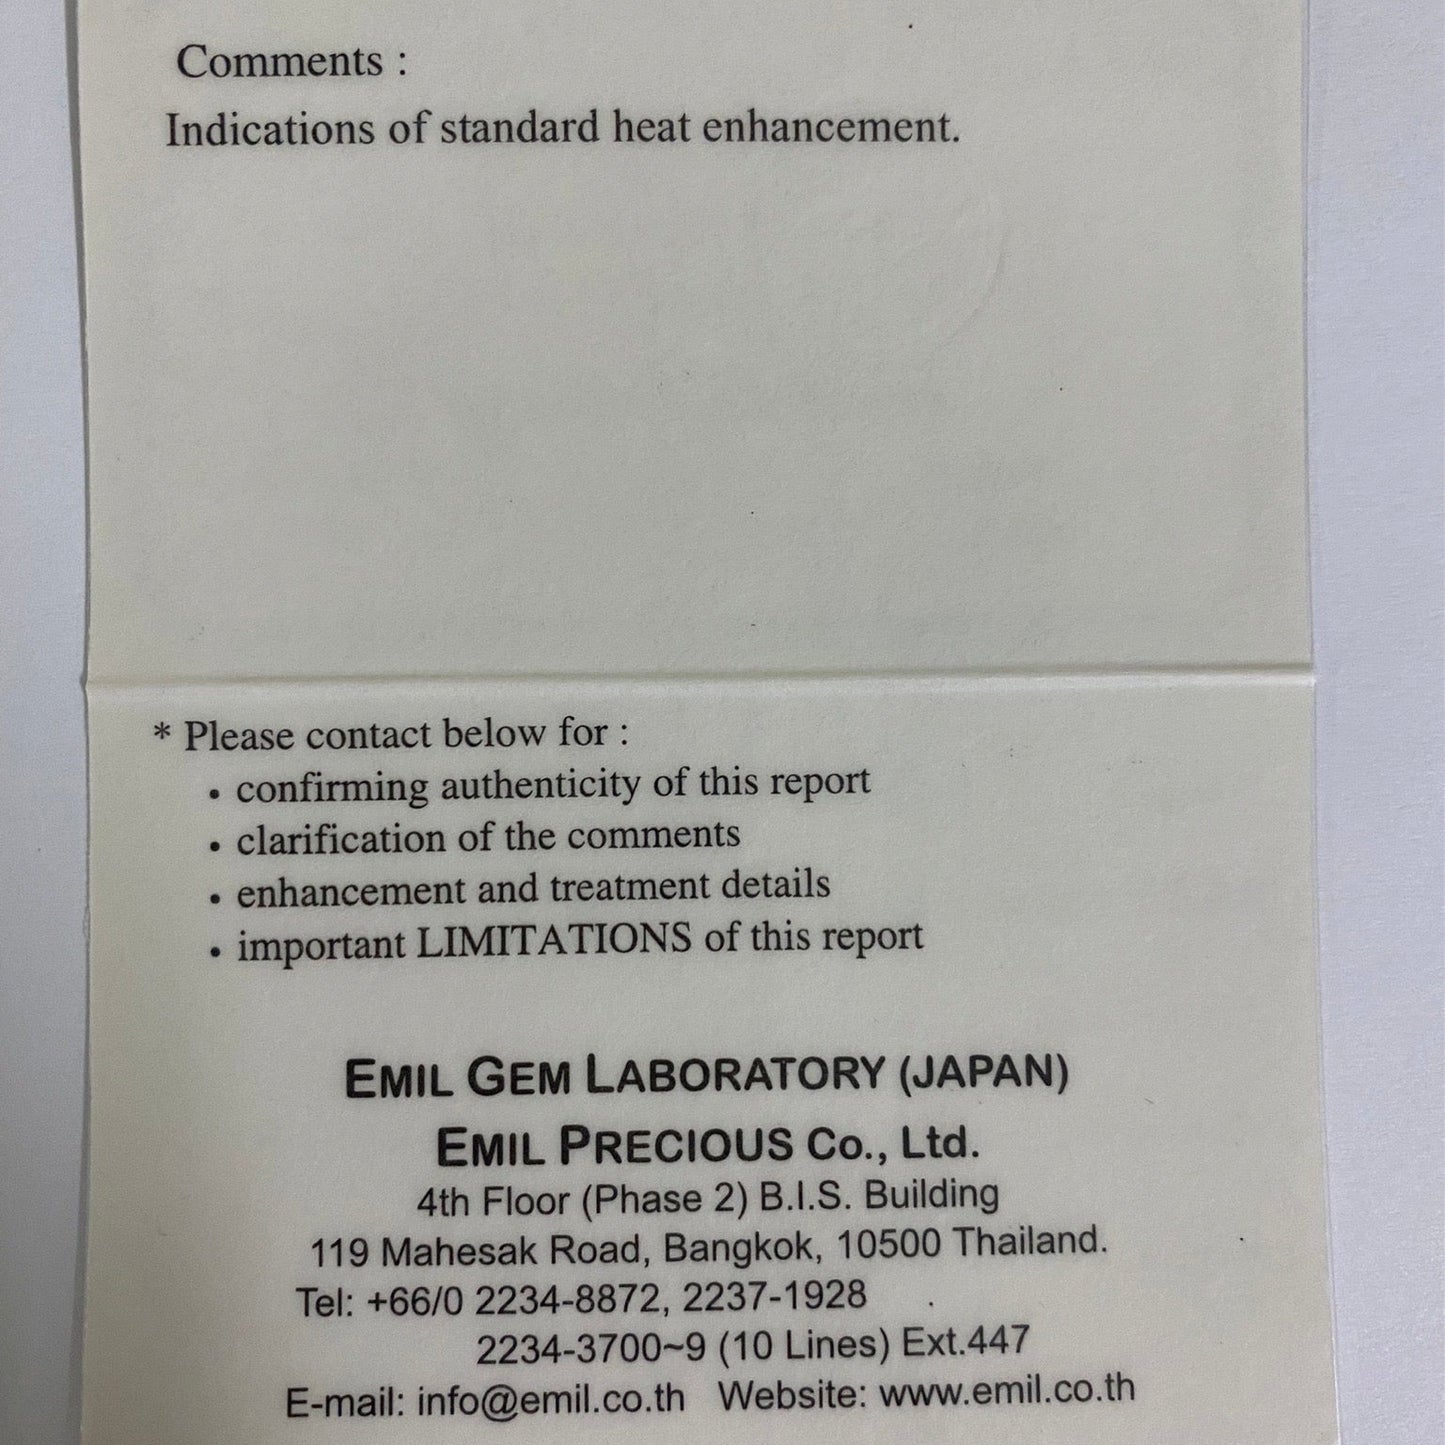 Comments :
Indications of standard heat enhancement.
* Please contact below for :
• confirming authenticity of this report
• clarification of the comments
• enhancement and treatment details
• important LIMITATIONS of this report
EMIL GEM LABORATORY (JAPAN)
EMIL PRECIOUS Co., Ltd.
4th Floor (Phase 2) B.I.S. Building
119 Mahesak Road, Bangkok, 10500 Thailand.
Tel: +66/0 2234-8872, 2237-1928
2234-3700~9 (10 Lines) Ext.447
E-mail: info@emil.co.th Website: www.emil.co.th